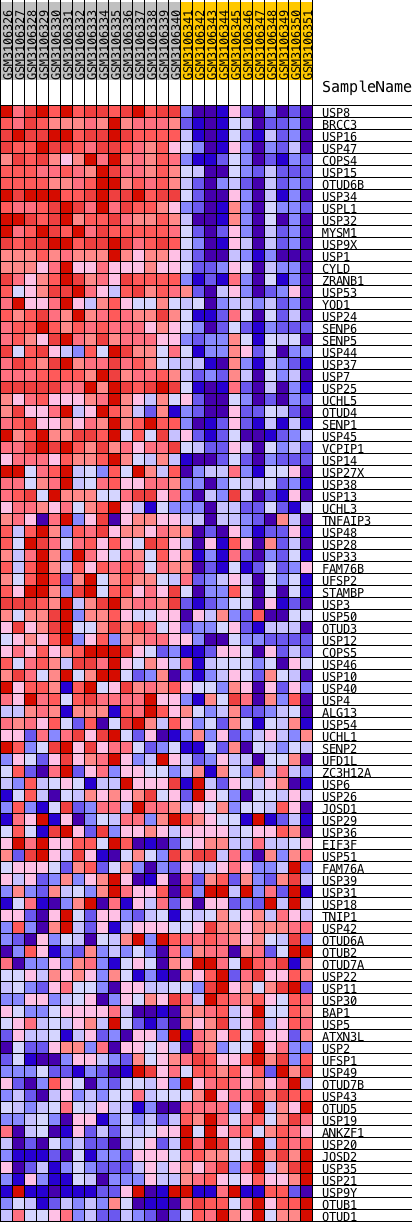 GSM3106326
GSM3106327
GSM3106328
GSM3106329
GSM3106330
GSM3106331
GSM3106332
GSM3106333
GSM3106334
GSM3106335
GSM3106336
GSM3106337
GSM3106338
GSM3106339
GSM3106340
GSM3106341
GSM3106342
GSM3106343
GSM3106344
GSM3106345
GSM3106346
GSM3106347
GSM3106348
GSM3106349
GSM3106350
GSM3106351
SampleName
USP8
BRCC3
USP16
USP47
COPS4
USP15
OTUD6B
USP34
USPL1
USP32
MYSM1
USP9X
USP1
CYLD
ZRANB1
USP53
YOD1
USP24
SENP6
SENP5
USP44
USP37
USP7
USP25
UCHL5
OTUD4
SENP1
USP45
VCPIP1
USP14
USP27X
USP38
USP13
UCHL3
TNFAIP3
USP48
USP28
USP33
FAM76B
UFSP2
STAMBP
USP3
USP50
OTUD3
USP12
COPS5
USP46
USP10
USP40
USP4
ALG13
USP54
UCHL1
SENP2
UFD1L
ZC3H12A
USP6
USP26
JOSD1
USP29
USP36
EIF3F
USP51
FAM76A
USP39
USP31
USP18
TNIP1
USP42
OTUD6A
OTUB2
OTUD7A
USP22
USP11
USP30
BAP1
USP5
ATXN3L
USP2
UFSP1
USP49
OTUD7B
USP43
OTUD5
USP19
ANKZF1
USP20
JOSD2
USP35
USP21
USP9Y
OTUB1
OTUD1